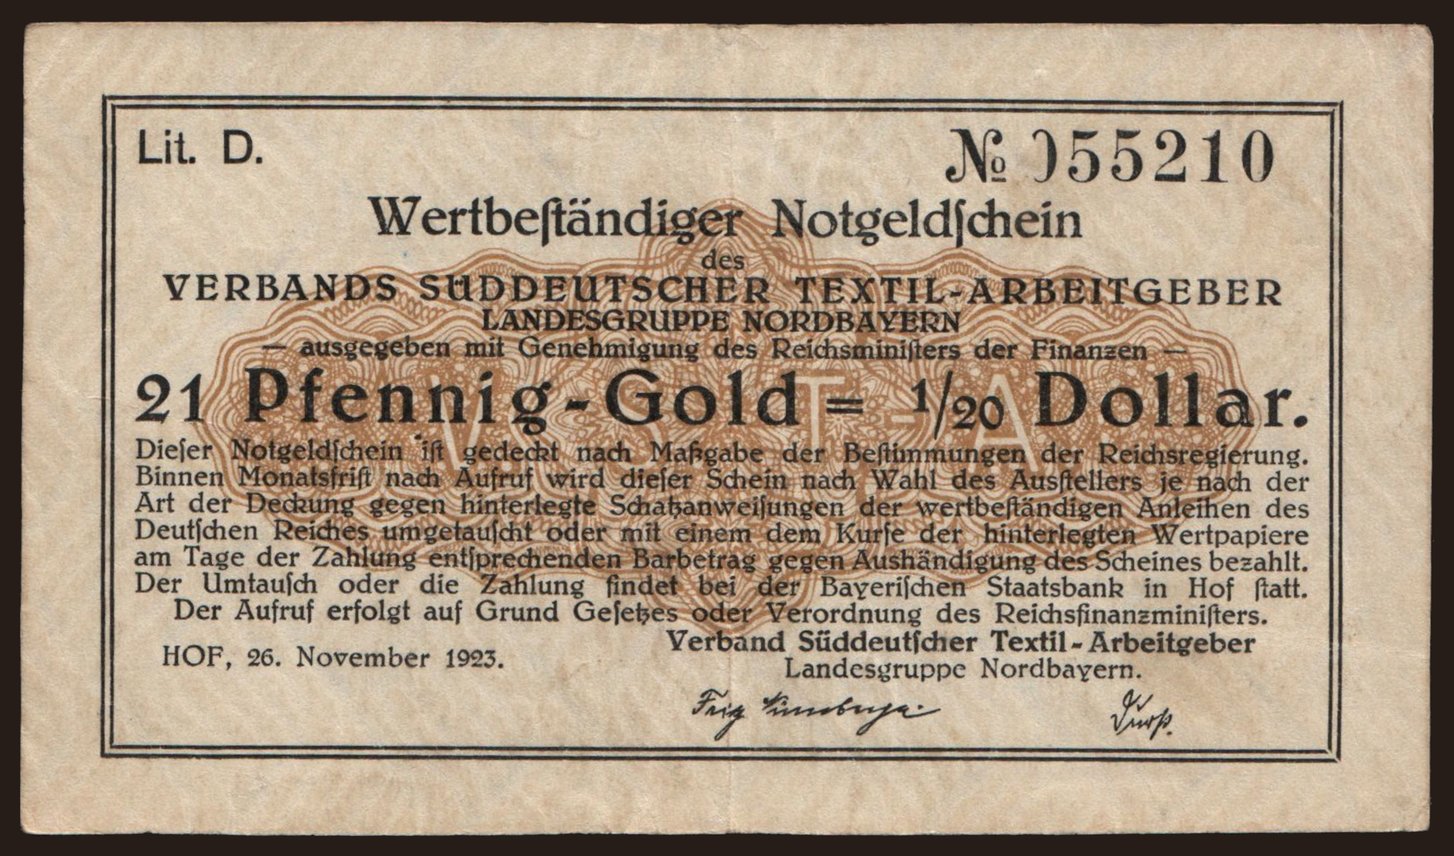 Lit. D.
№ 055210
Wertbeſtändiger Notgeldſchein
des
VERBANDS SÜDDEUTSCHER TEXTIL-ARBEITGEBER
LANDESGRUPPE NORDBAYERN
— ausgegeben mit Genehmigung des Reichsminiſters der Finanzen —
21 Pfennig-Gold = 1/20 Dollar.
Dieſer Notgeldſchein iſt gedeckt nach Maßgabe der Beſtimmungen der Reichsregierung.
Binnen Monatsfriſt nach Aufruf wird dieſer Schein nach Wahl des Ausſtellers je nach der
Art der Deckung gegen hinterlegte Schatzanweiſungen der wertbeſtändigen Anleihen des
Deutſchen Reiches umgetauſcht oder mit einem dem Kurſe der hinterlegten Wertpapiere
am Tage der Zahlung entſprechenden Barbetrag gegen Aushändigung des Scheines bezahlt.
Der Umtauſch oder die Zahlung findet bei der Bayeriſchen Staatsbank in Hof ſtatt.
Der Aufruf erfolgt auf Grund Geſetzes oder Verordnung des Reichsfinanzminiſters.
Verband Süddeutſcher Textil-Arbeitgeber
HOF, 26. November 1923.
Landesgruppe Nordbayern.